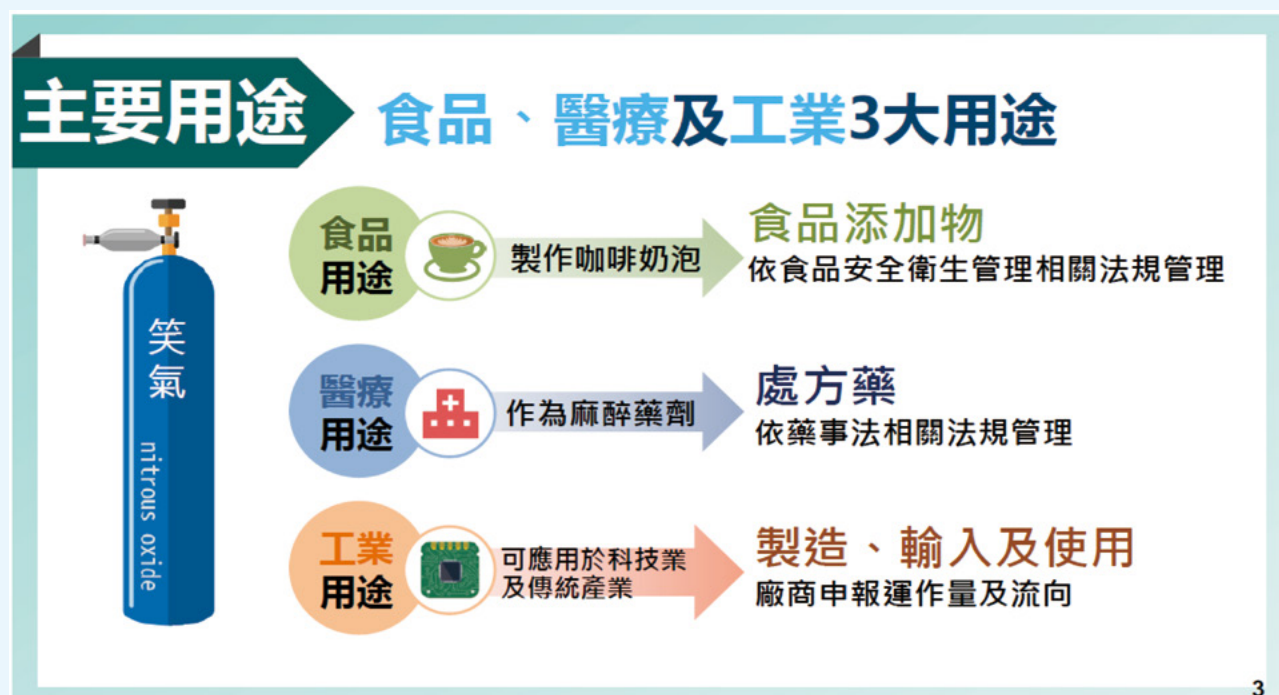 主要用途
食品、醫療及工業3大用途
笑氣
nitrous oxide
食品
用途
製作咖啡奶泡
食品添加物
依食品安全衛生管理相關法規管理
醫療
用途
作為麻醉藥劑
處方藥
依藥事法相關法規管理
工業
用途
可應用於科技業
及傳統產業
製造、輸入及使用
廠商申報運作量及流向
3